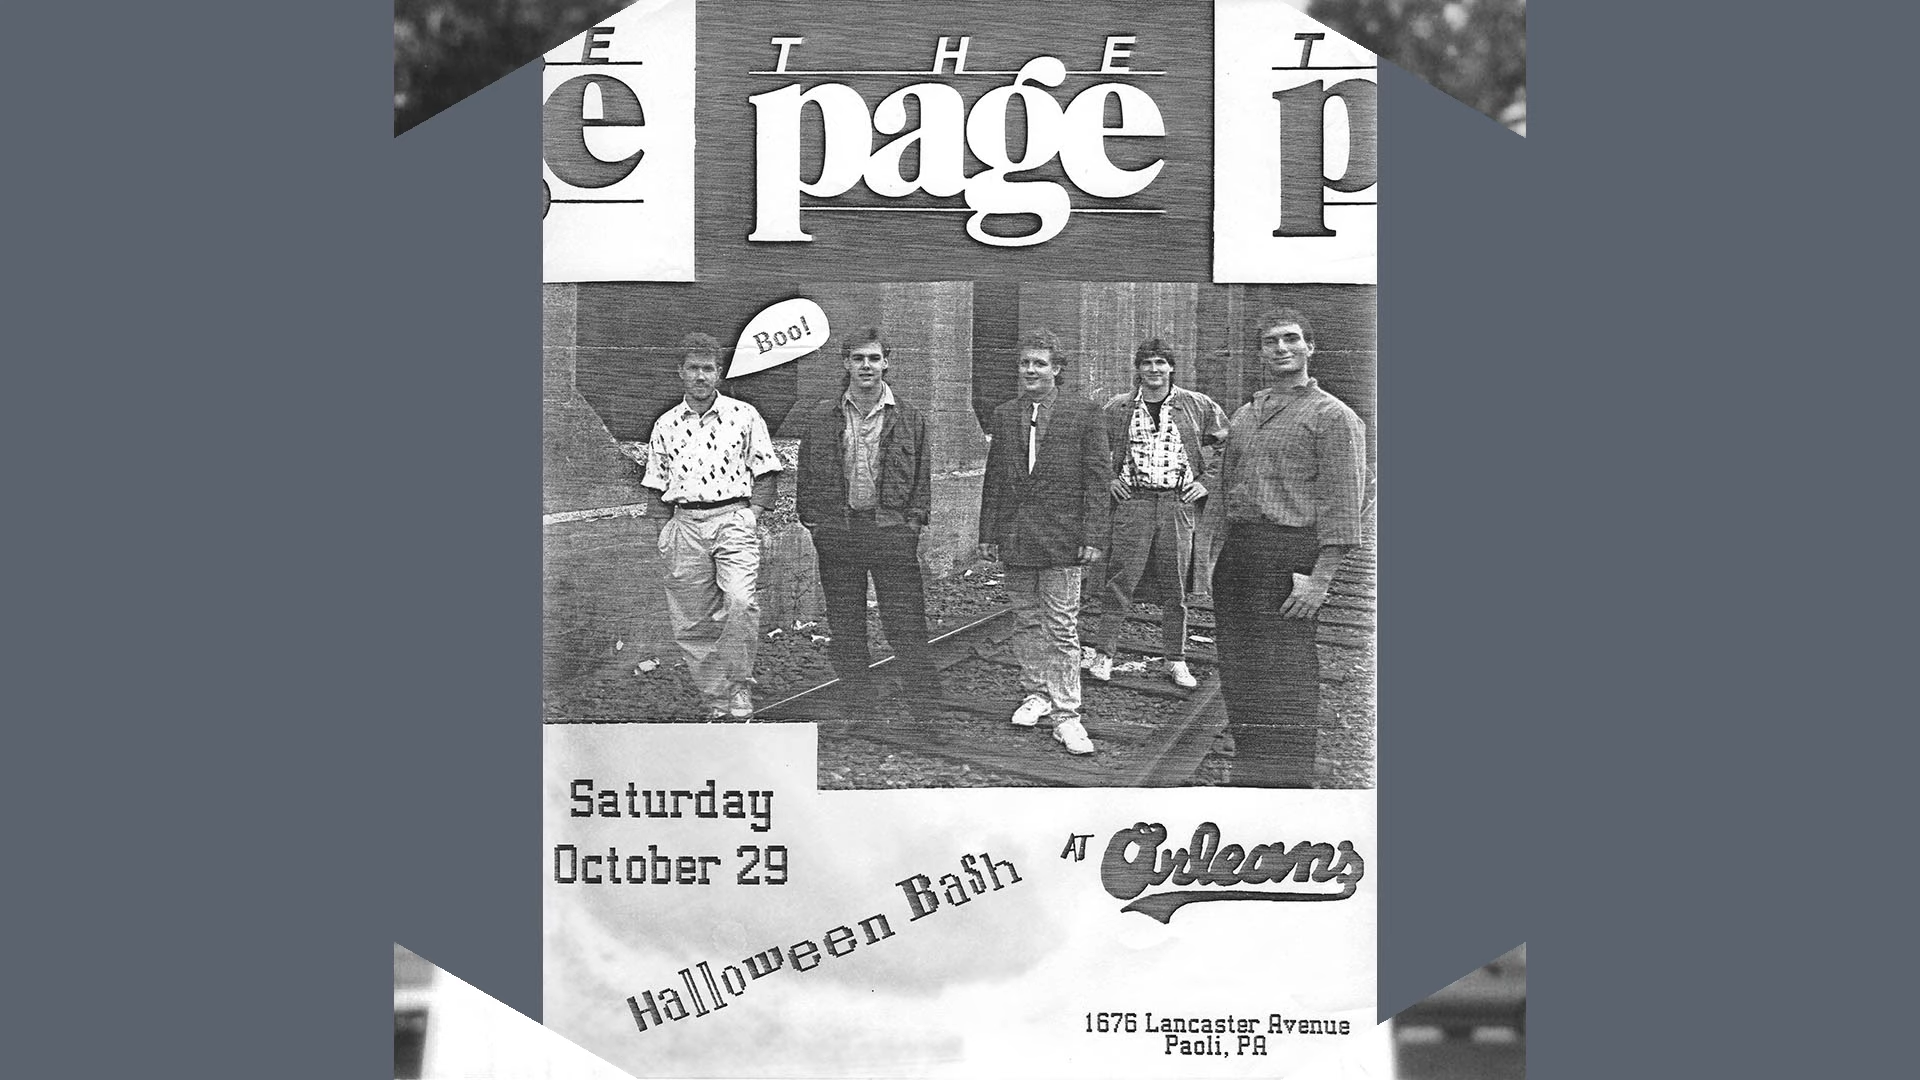 E
e
THE
page
T
p
Boo!
Saturday
October 29
Halloween Bash
AT Orleans
1676 Lancaster Avenue
Paoli, PA